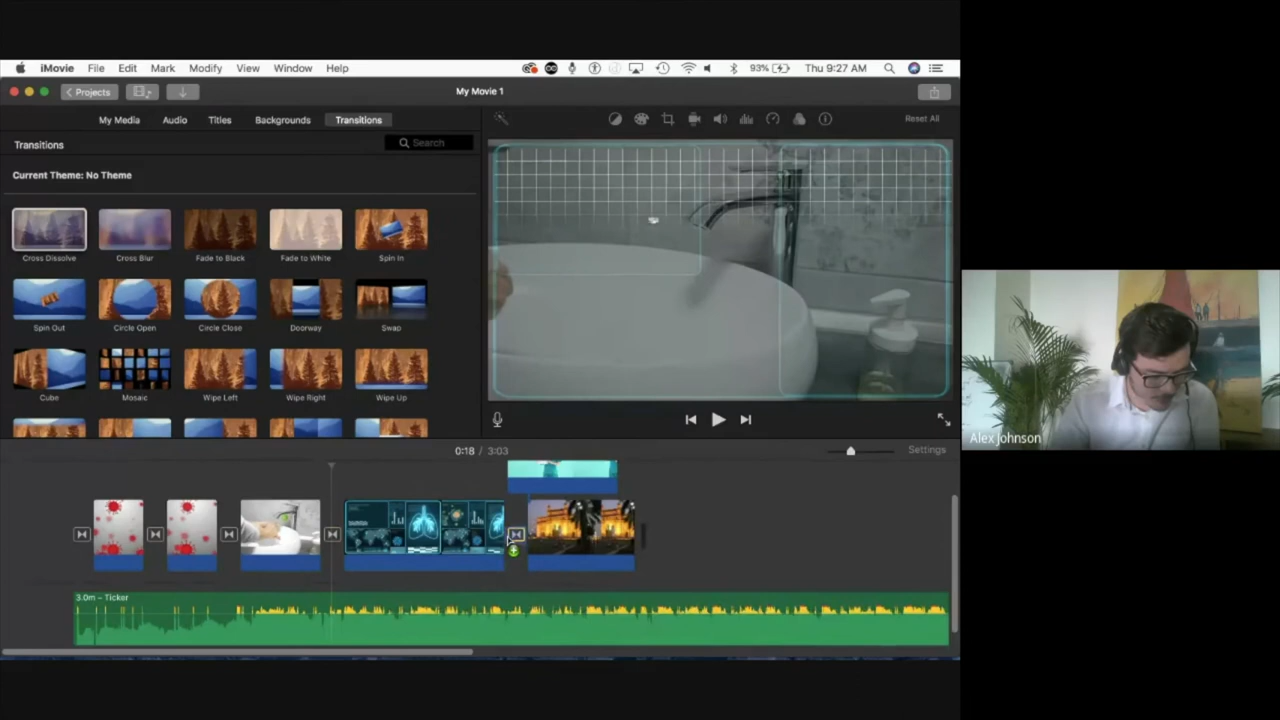 iMovie File Edit Mark Modify View Window Help 93% Thu 9:27 AM
Projects My Movie 1
My Media Audio Titles Backgrounds Transitions Reset All
Transitions Search
Current Theme: No Theme
Cross Dissolve Cross Blur Fade to Black Fade to White Spin In
Spin Out Circle Open Circle Close Doorway Swap
Cube Mosaic Wipe Left Wipe Right Wipe Up
Alex Johnson
0:18 / 3:03 Settings
3.0m – Ticker